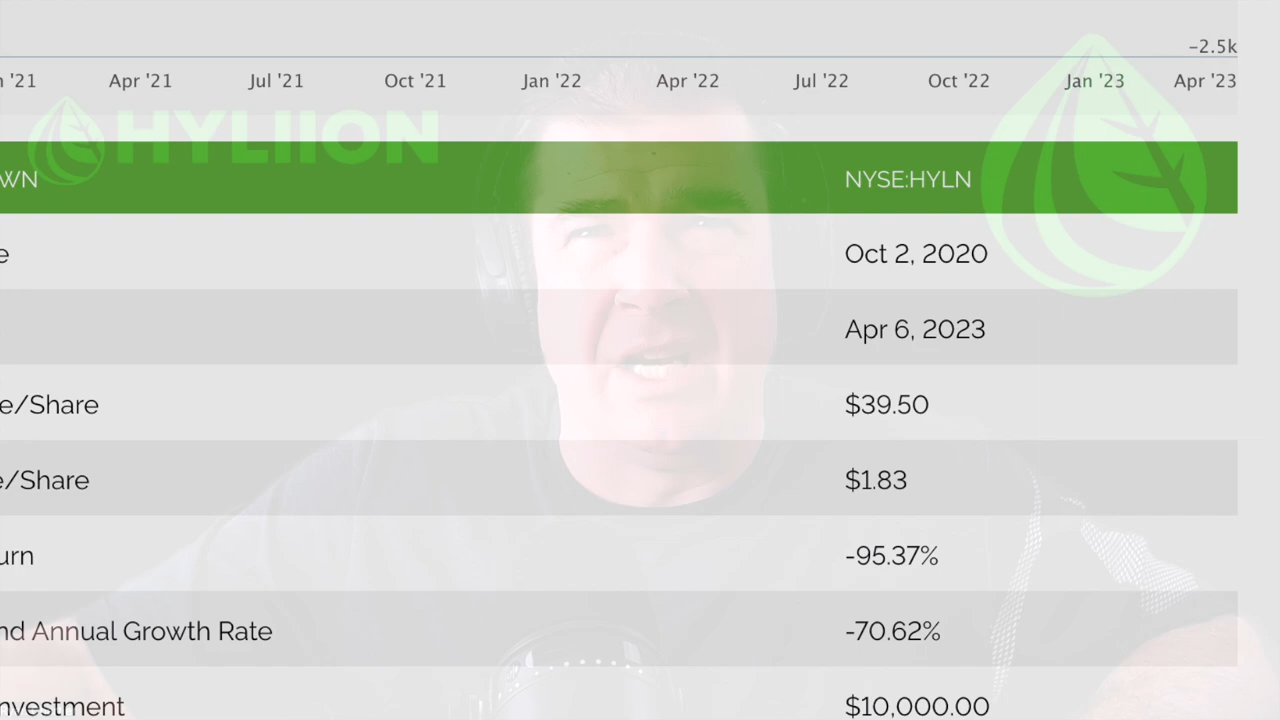 -2.5k
'21 Apr '21 Jul '21 Oct '21 Jan '22 Apr '22 Jul '22 Oct '22 Jan '23 Apr '23
HYLIION
WN NYSE:HYLN
e Oct 2, 2020
Apr 6, 2023
e/Share $39.50
e/Share $1.83
urn -95.37%
nd Annual Growth Rate -70.62%
nvestment $10,000.00